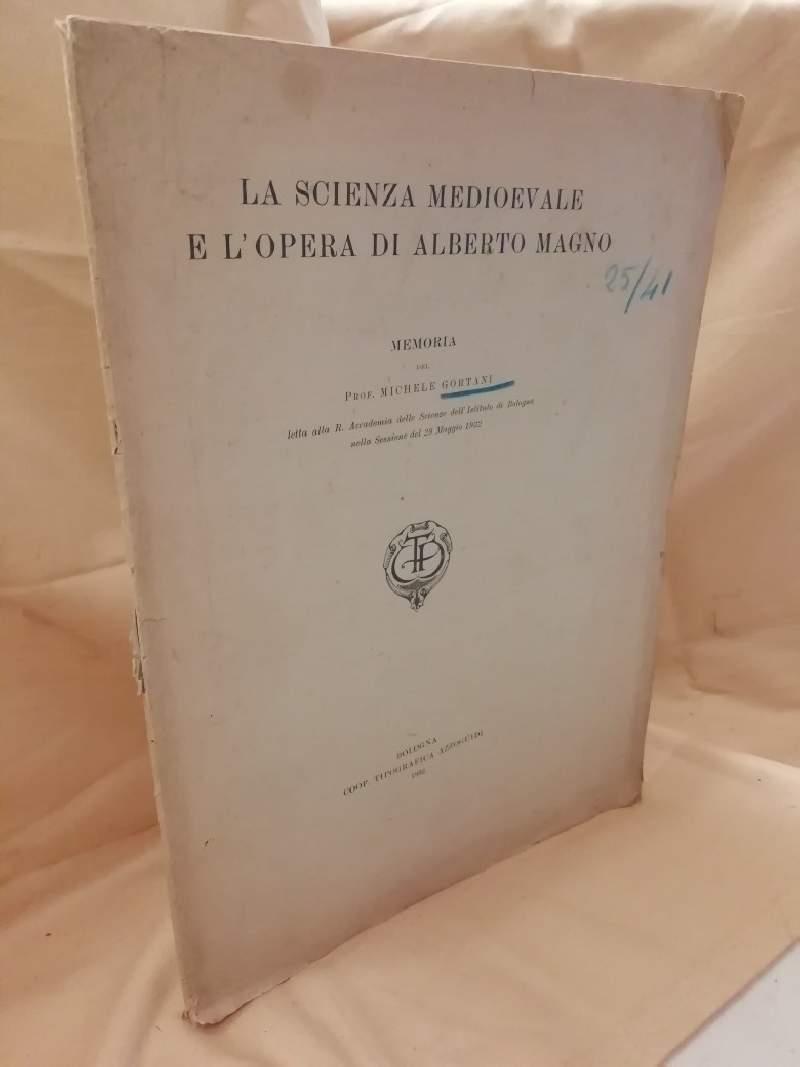 LA SCIENZA MEDIOEVALE
E L'OPERA DI ALBERTO MAGNO
25/41
MEMORIA
DEL
PROF. MICHELE GORTANI
letta alla R. Accademia delle Scienze dell'Istituto di Bologna
nella Sessione del 29 Maggio 1932
BOLOGNA
COOP. TIPOGRAFICA AZZOGUIDI
1932